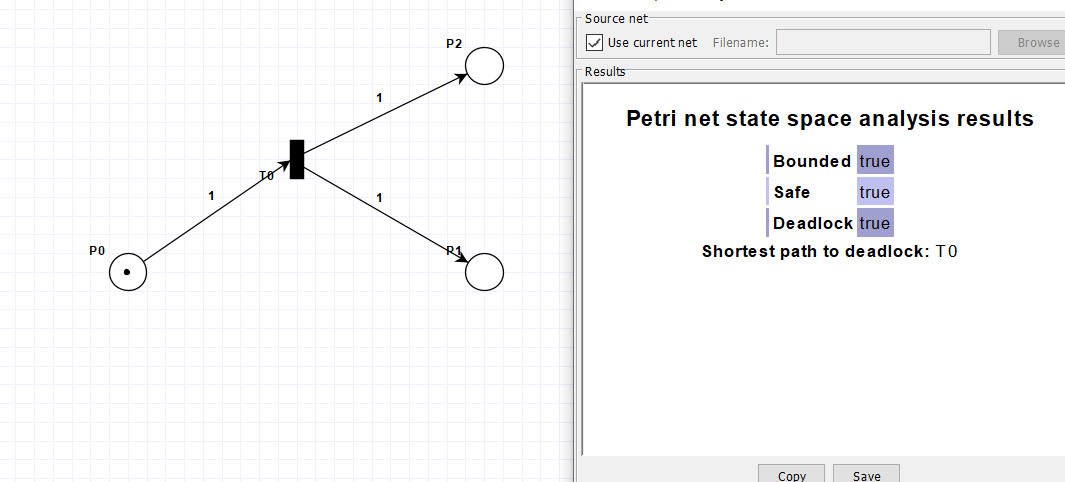 Source net
Use current net Filename: Browse
Results
Petri net state space analysis results
Bounded true
Safe true
Deadlock true
Shortest path to deadlock: T0
Copy Save
P2
1
T0
1
1
P0
P1